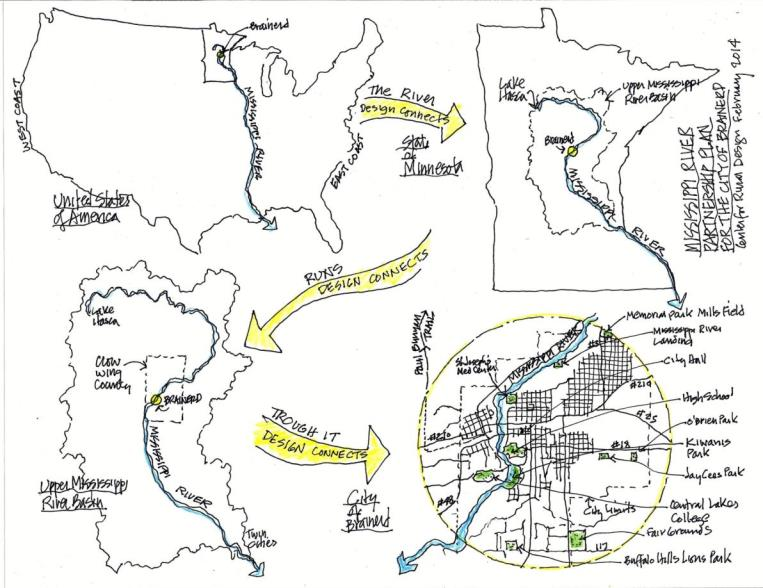 Brainerd
WEST COAST
MISSISSIPPI RIVER
EAST COAST
United States
of America
The River
DESIGN CONNECTS
State
of
Minnesota
Lake
Itasca
Upper Mississippi
River Basin
Brainerd
MISSISSIPPI
RIVER
MISSISSIPPI RIVER
PARTNERSHIP PLAN
FOR THE CITY OF BRAINERD
Center for Rural Design February 2014
RUNS
DESIGN CONNECTS
Lake
Itasca
Crow
Wing
County
BRAINERD
MISSISSIPPI
RIVER
Upper Mississippi
River Basin
Twin
Cities
TROUGH IT
DESIGN CONNECTS
City
of
Brainerd
Paul Bunyan
TRAIL
St Joseph's
Med Center
MISSISSIPPI RIVER
Memorial Park Mills Field
Mississippi River
Landing
City Hall
#210
High School
#25
O'Brien Park
#18
Kiwanis
Park
JayCees Park
#210
City Limits
Central Lakes
College
Fair Grounds
Buffalo Hills Lions Park